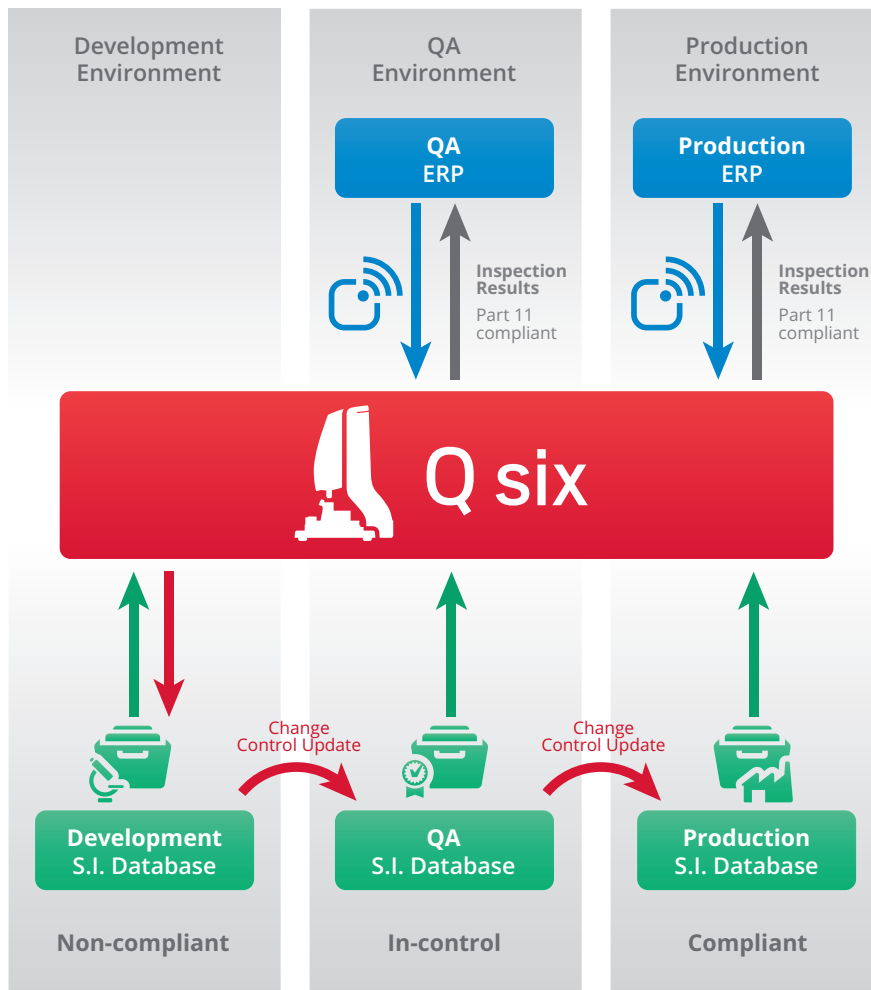 Development
Environment
QA
Environment
Production
Environment
QA
ERP
Production
ERP
Inspection
Results
Part 11
compliant
Inspection
Results
Part 11
compliant
Q six
Change
Control Update
Change
Control Update
Development
S.I. Database
QA
S.I. Database
Production
S.I. Database
Non-compliant
In-control
Compliant